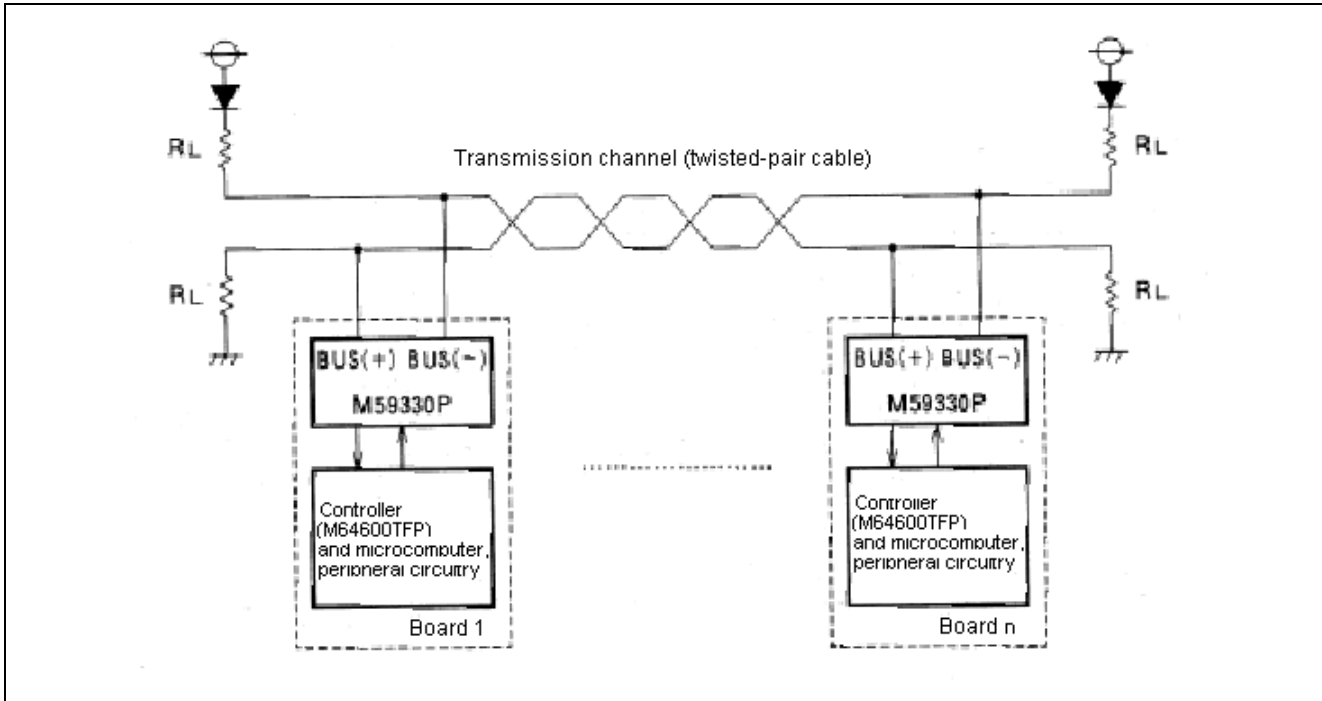 RL
RL
Transmission channel (twisted-pair cable)
RL
RL
BUS(+) BUS(-)
M59330P
BUS(+) BUS(-)
M59330P
Controller
(M64600TFP)
and microcomputer,
peripheral circuitry
Controller
(M64600TFP)
and microcomputer,
peripheral circuitry
Board 1
Board n